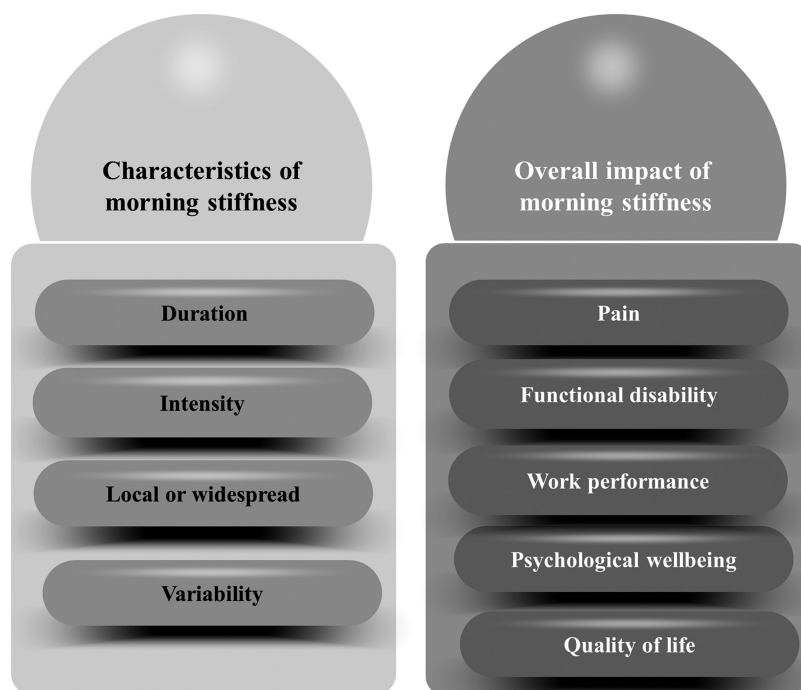 Characteristics of
morning stiffness
Duration
Intensity
Local or widespread
Variability
Overall impact of
morning stiffness
Pain
Functional disability
Work performance
Psychological wellbeing
Quality of life